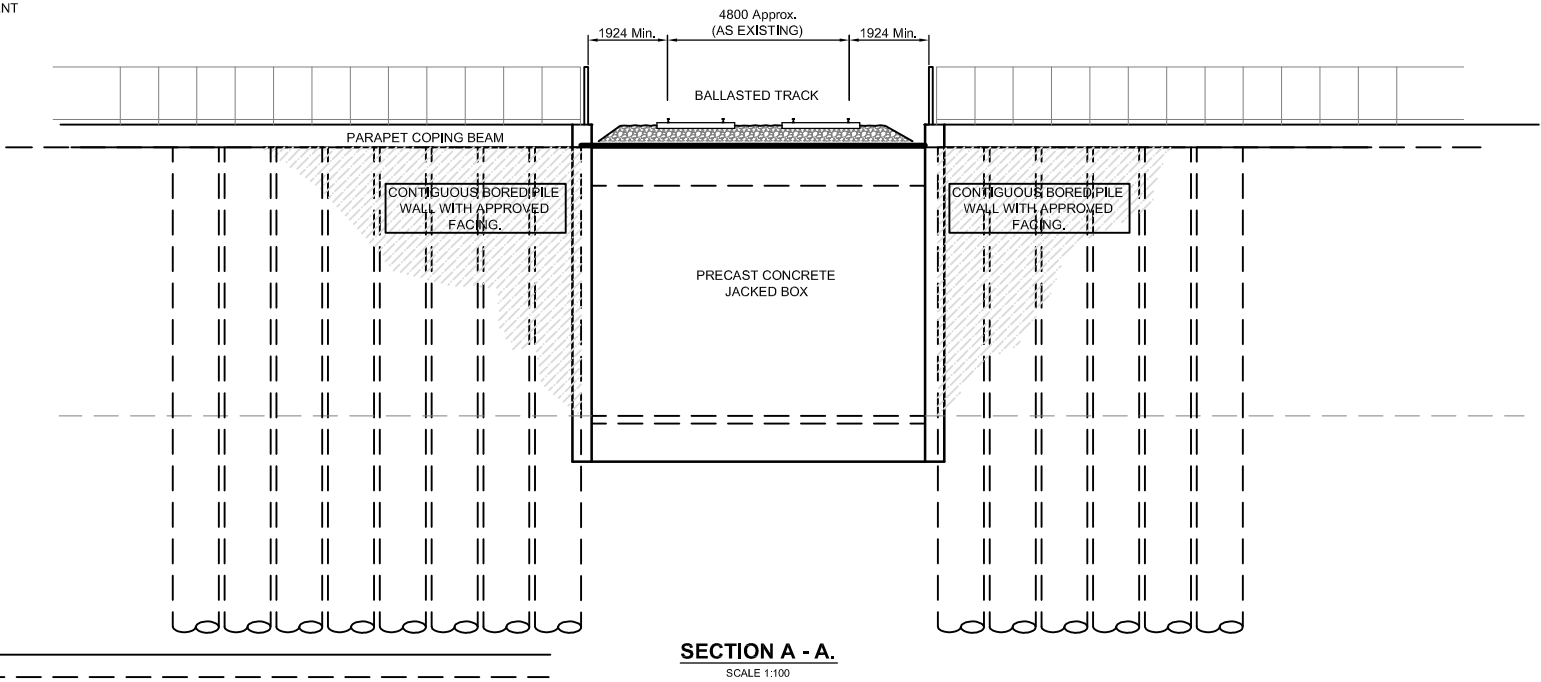 4800 Approx.
(AS EXISTING)
1924 Min.
1924 Min.
BALLASTED TRACK
PARAPET COPING BEAM
CONTIGUOUS BORED PILE
WALL WITH APPROVED
FACING.
CONTIGUOUS BORED PILE
WALL WITH APPROVED
FACING.
PRECAST CONCRETE
JACKED BOX
SECTION A - A.
SCALE 1:100